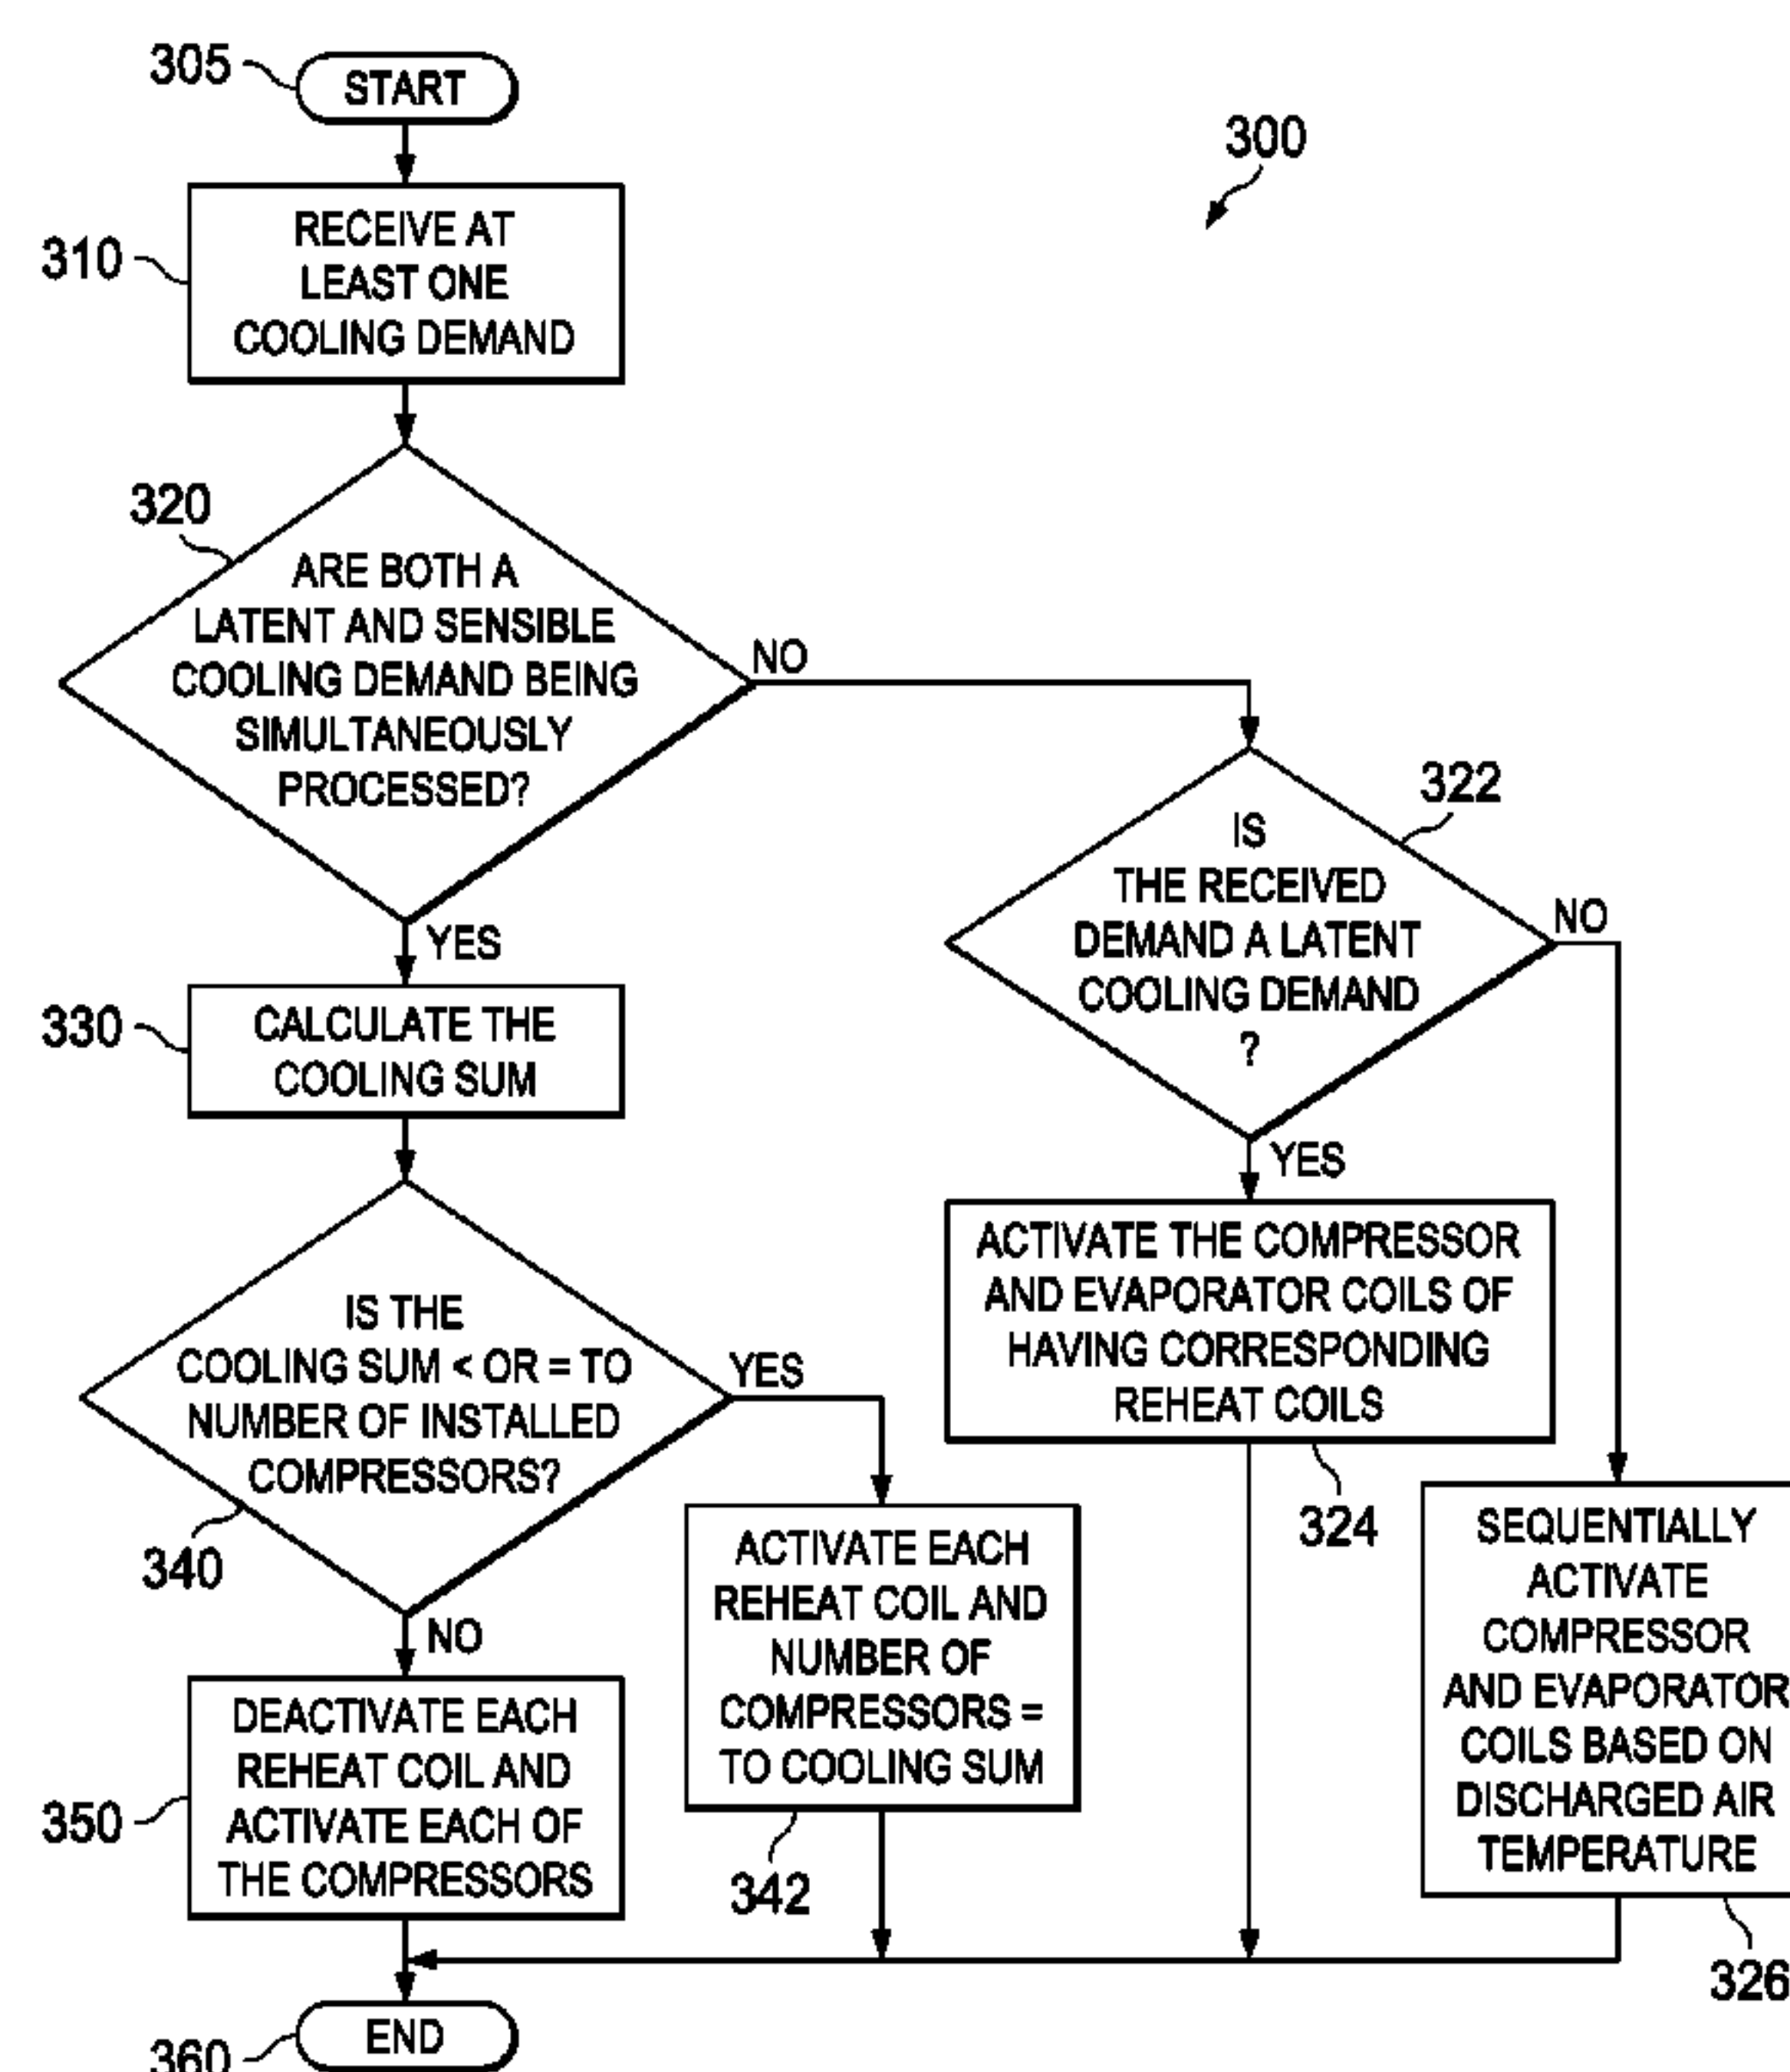 305
START
300
310
RECEIVE AT
LEAST ONE
COOLING DEMAND
320
ARE BOTH A
LATENT AND SENSIBLE
COOLING DEMAND BEING
SIMULTANEOUSLY
PROCESSED?
NO
YES
322
IS
THE RECEIVED
DEMAND A LATENT
COOLING DEMAND
?
NO
YES
330
CALCULATE THE
COOLING SUM
324
ACTIVATE THE COMPRESSOR
AND EVAPORATOR COILS OF
HAVING CORRESPONDING
REHEAT COILS
IS THE
COOLING SUM < OR = TO
NUMBER OF INSTALLED
COMPRESSORS?
340
YES
NO
ACTIVATE EACH
REHEAT COIL AND
NUMBER OF
COMPRESSORS =
TO COOLING SUM
342
SEQUENTIALLY
ACTIVATE
COMPRESSOR
AND EVAPORATOR
COILS BASED ON
DISCHARGED AIR
TEMPERATURE
326
350
DEACTIVATE EACH
REHEAT COIL AND
ACTIVATE EACH OF
THE COMPRESSORS
END
360